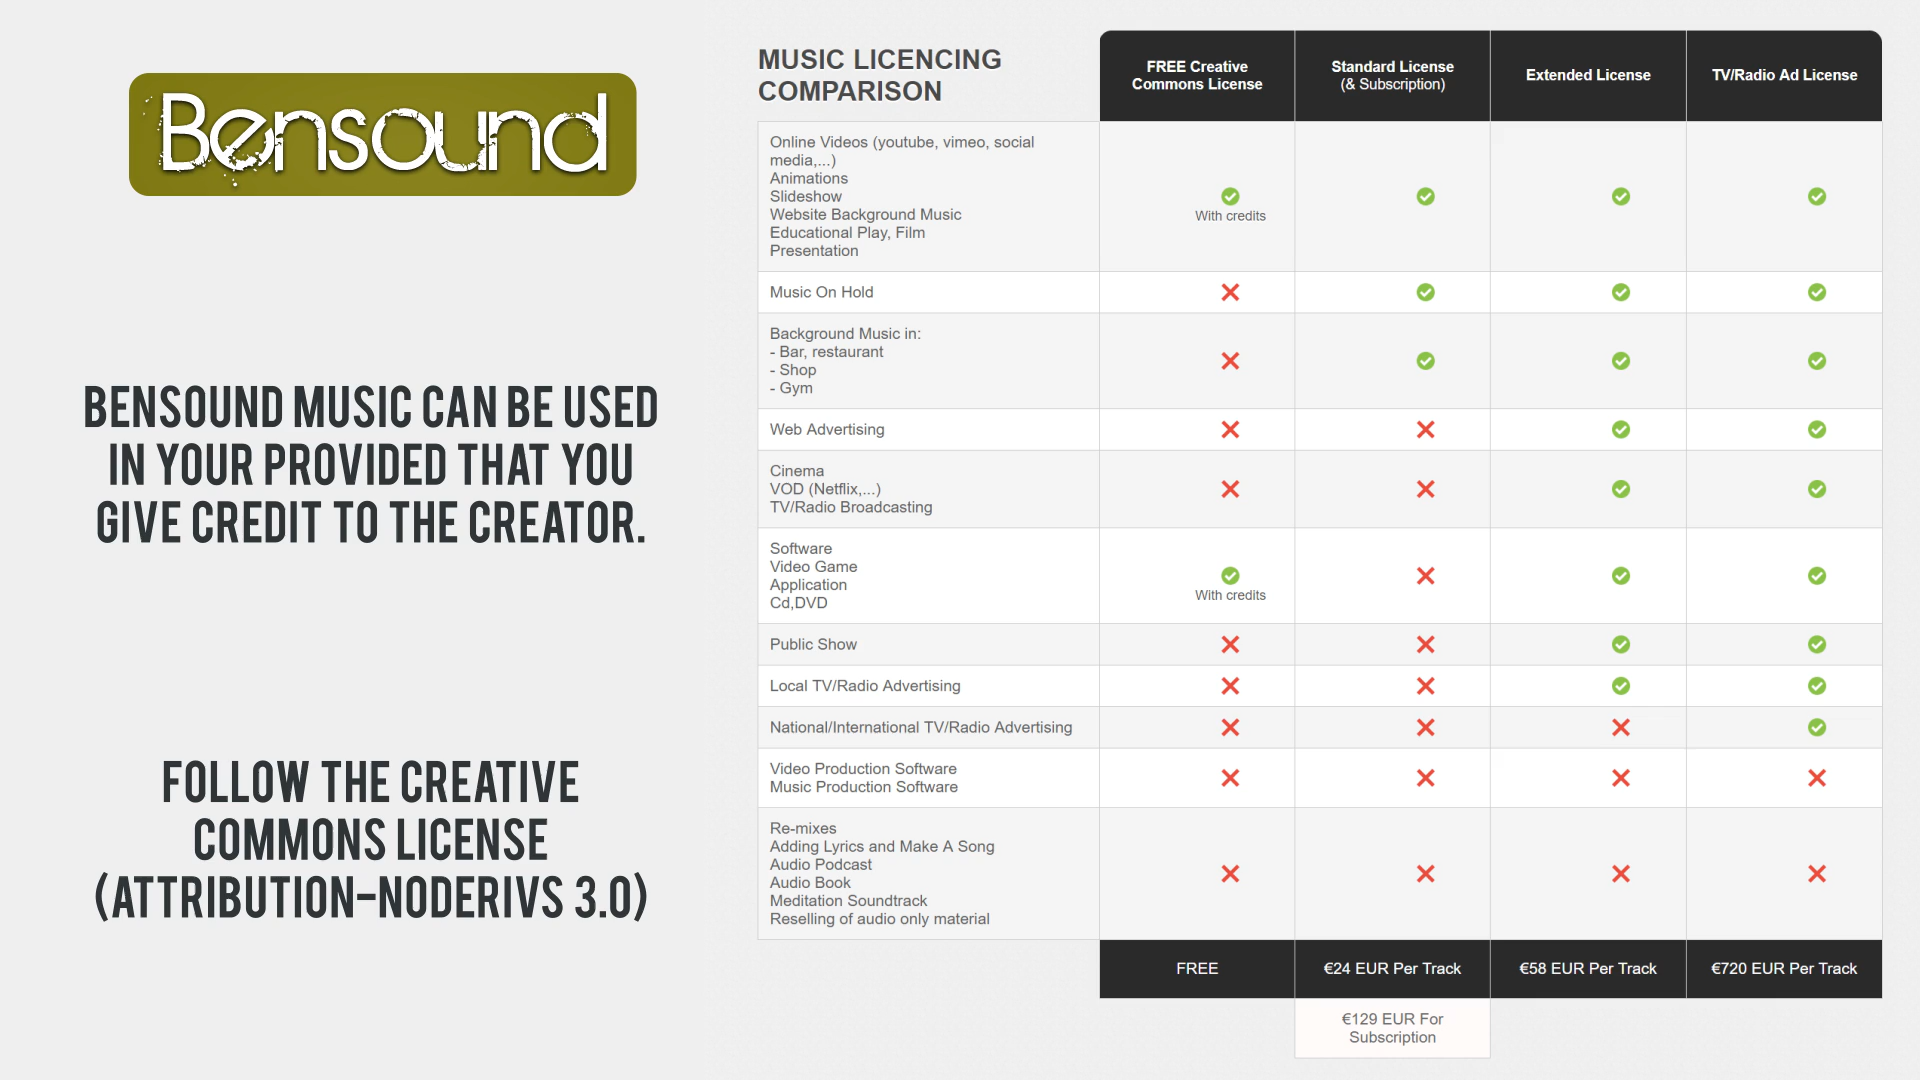 Bensound
BENSOUND MUSIC CAN BE USED
IN YOUR PROVIDED THAT YOU
GIVE CREDIT TO THE CREATOR.
FOLLOW THE CREATIVE
COMMONS LICENSE
(ATTRIBUTION-NODERIVS 3.0)
MUSIC LICENCING
COMPARISON
FREE Creative
Commons License
Standard License
(& Subscription)
Extended License
TV/Radio Ad License
Online Videos (youtube, vimeo, social
media,...)
Animations
Slideshow
Website Background Music
Educational Play, Film
Presentation
With credits
Music On Hold
Background Music in:
- Bar, restaurant
- Shop
- Gym
Web Advertising
Cinema
VOD (Netflix,...)
TV/Radio Broadcasting
Software
Video Game
Application
Cd,DVD
With credits
Public Show
Local TV/Radio Advertising
National/International TV/Radio Advertising
Video Production Software
Music Production Software
Re-mixes
Adding Lyrics and Make A Song
Audio Podcast
Audio Book
Meditation Soundtrack
Reselling of audio only material
FREE
€24 EUR Per Track
€58 EUR Per Track
€720 EUR Per Track
€129 EUR For
Subscription